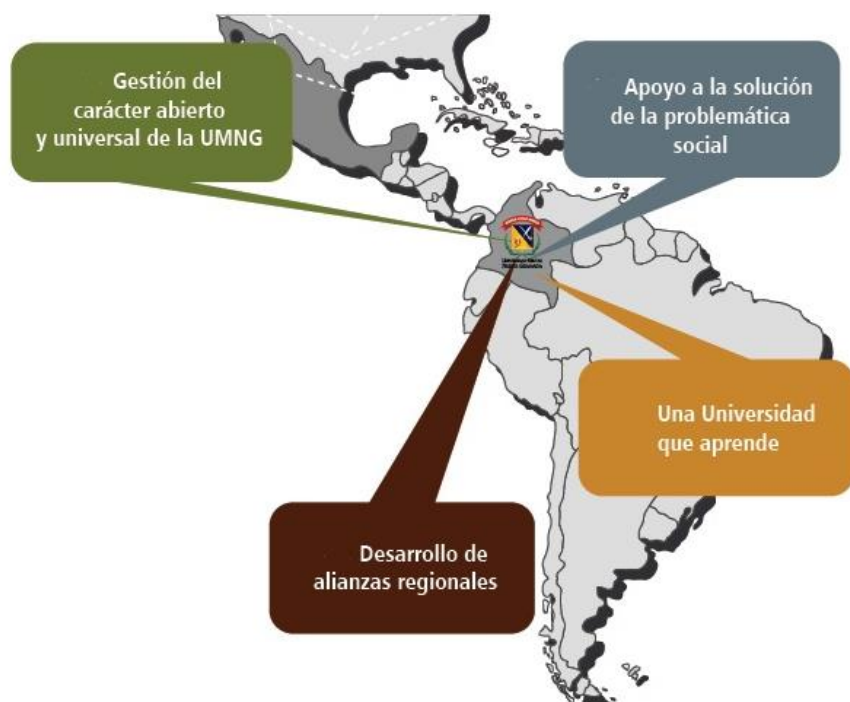 Gestión del
carácter abierto
y universal de la UMNG
Apoyo a la solución
de la problemática
social
Una Universidad
que aprende
Desarrollo de
alianzas regionales